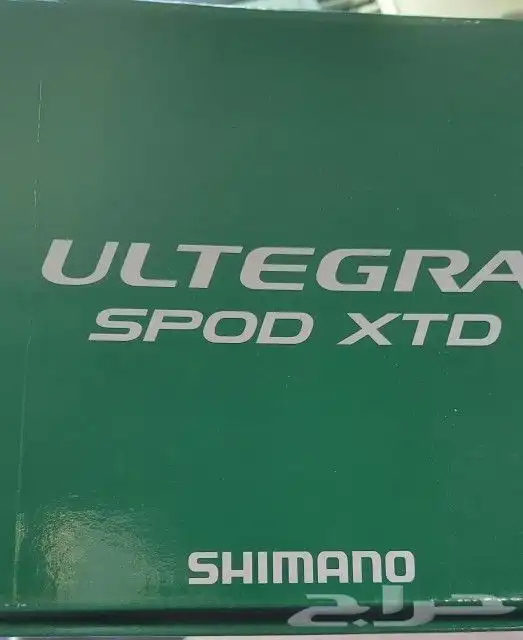 ULTEGRA
SPOD XTD
SHIMANO
حراج